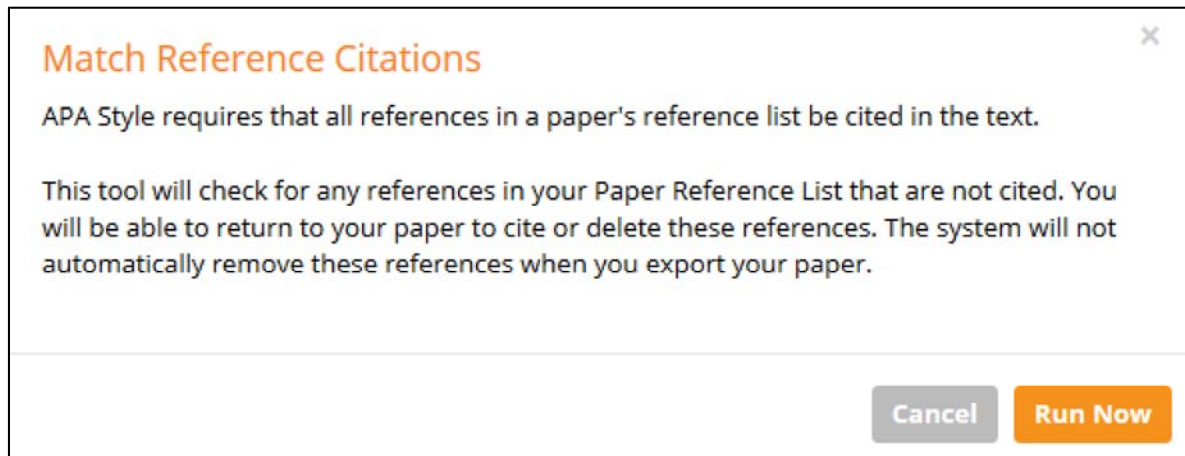 ×
Match Reference Citations
APA Style requires that all references in a paper's reference list be cited in the text.
This tool will check for any references in your Paper Reference List that are not cited. You
will be able to return to your paper to cite or delete these references. The system will not
automatically remove these references when you export your paper.
Cancel
Run Now